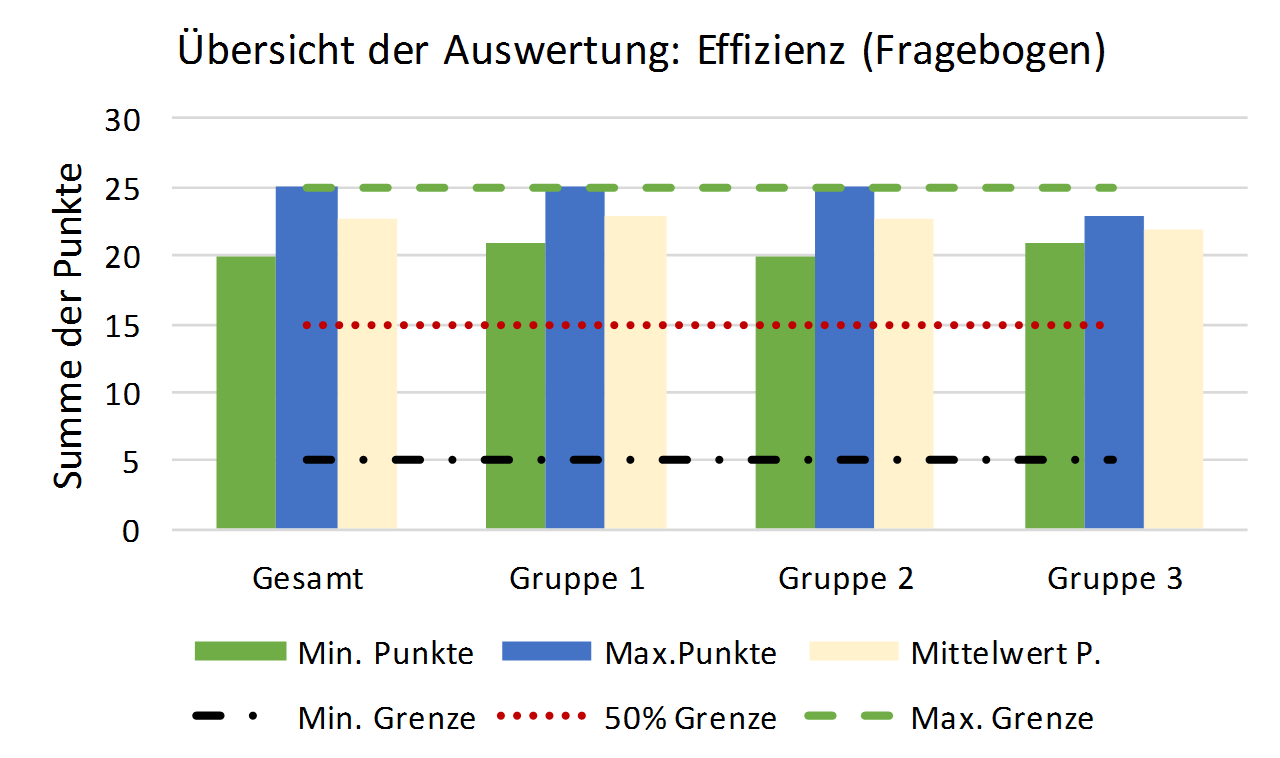 Übersicht der Auswertung: Effizienz (Fragebogen)
Summe der Punkte
30
25
20
15
10
5
0
Gesamt Gruppe 1 Gruppe 2 Gruppe 3
Min. Punkte Max.Punkte Mittelwert P.
Min. Grenze 50% Grenze Max. Grenze